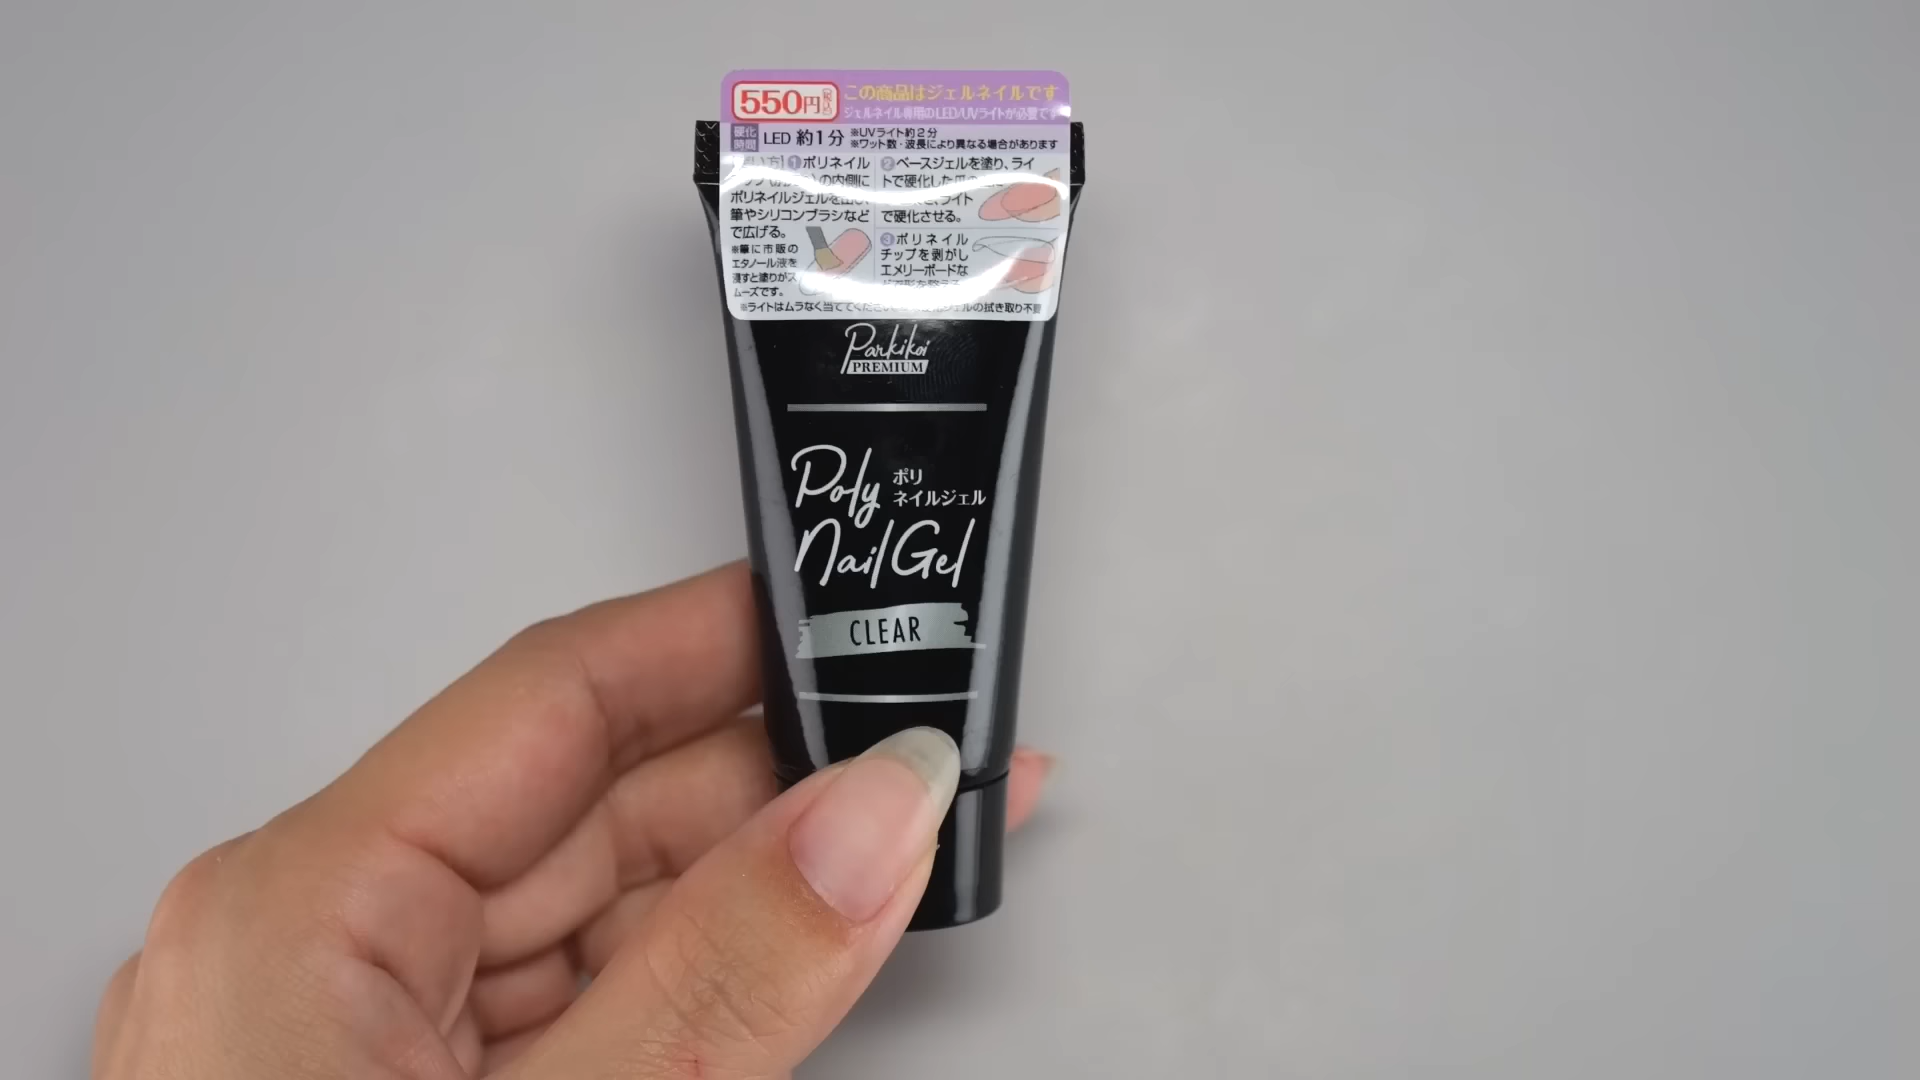 550円(税込)
この商品はジェルネイルです
ジェルネイル専用のLED/UVライトが必要です
硬化時間 LED 約1分
※UVライト約2分
※ワット数・波長により異なる場合があります
①ポリネイル
の内側に
ポリネイルジェルを
筆やシリコンブラシなど
で広げる。
※筆に市販の
エタノール液を
浸すと塗りがス
ムーズです。
②ベースジェルを塗り、ライ
トで硬化した
ライト
で硬化させる。
③ポリネイル
チップを剥がし
エメリーボードな
※ライトはムラなく当ててください
ジェルの拭き取り不要
Parkikoi
PREMIUM
Poly
ポリ
ネイルジェル
Nail Gel
CLEAR